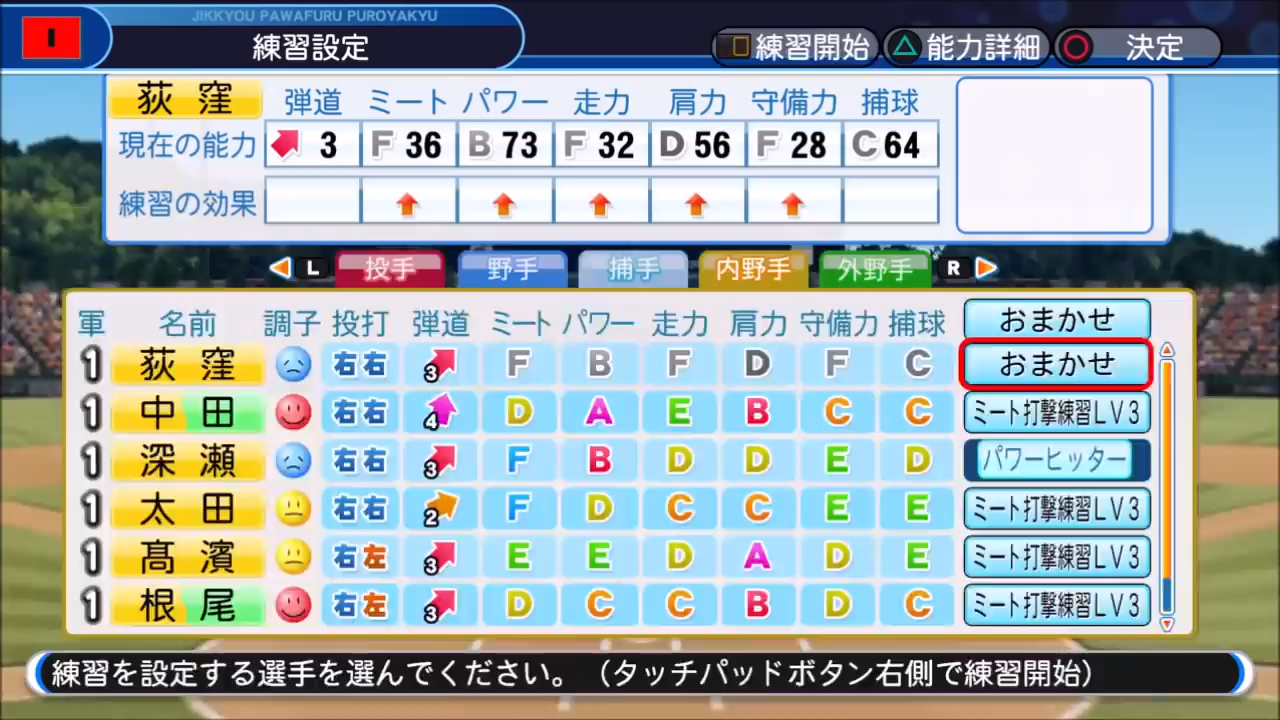 JIKKYOU PAWAFURU PUROYAKYU
練習設定
練習開始 能力詳細 決定
荻窪 弾道 ミート パワー 走力 肩力 守備力 捕球
現在の能力 3 F 36 B 73 F 32 D 56 F 28 C 64
練習の効果
L 投手 野手 捕手 内野手 外野手 R
軍 名前 調子 投打 弾道 ミート パワー 走力 肩力 守備力 捕球 おまかせ
1 荻窪 右右 3 F B F D F C おまかせ
1 中田 右右 4 D A E B C C ミート打撃練習LV3
1 深瀬 右右 3 F B D D E D パワーヒッター
1 太田 右右 2 F D C C E E ミート打撃練習LV3
1 髙濱 右左 3 E E D A D E ミート打撃練習LV3
1 根尾 右左 3 D C C B D C ミート打撃練習LV3
練習を設定する選手を選んでください。（タッチパッドボタン右側で練習開始）